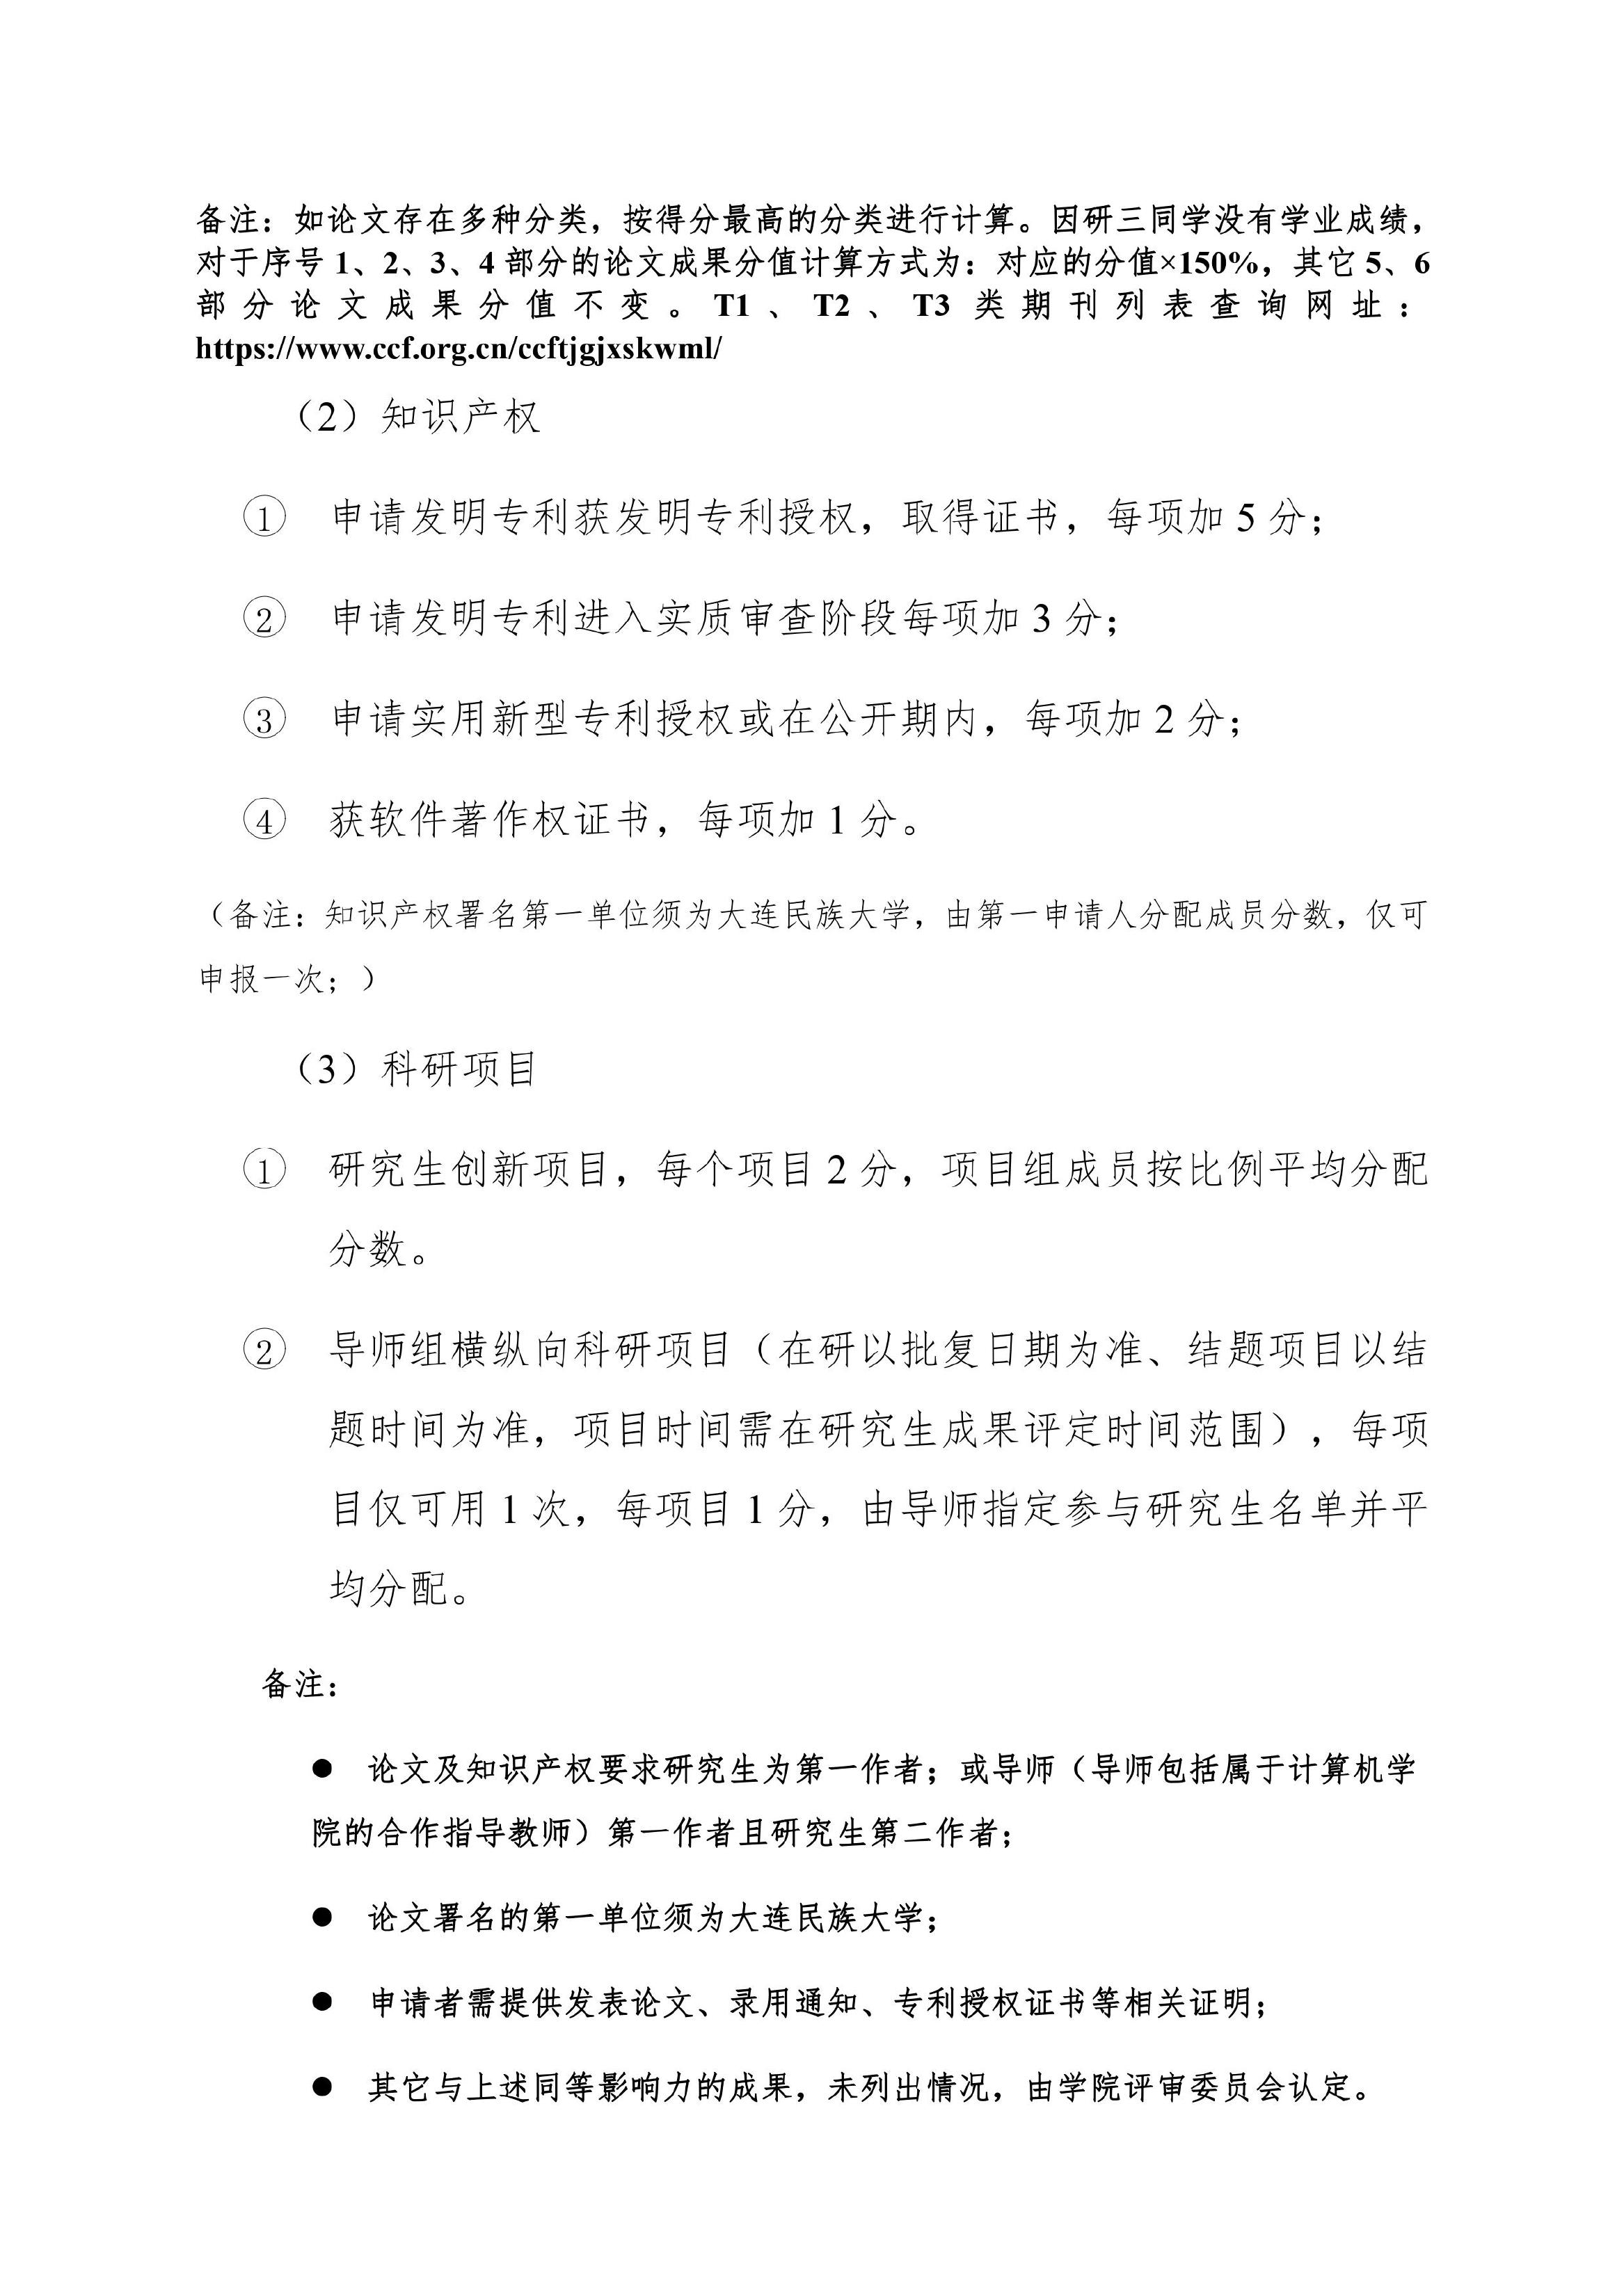 备注：如论文存在多种分类，按得分最高的分类进行计算。因研三同学没有学业成绩，
对于序号 1、2、3、4 部分的论文成果分值计算方式为：对应的分值×150%，其它 5、6
部分论文成果分值不变。T1、T2、T3 类期刊列表查询网址：
https://www.ccf.org.cn/ccftjgjxskwml/
（2）知识产权
① 申请发明专利获发明专利授权，取得证书，每项加 5 分；
② 申请发明专利进入实质审查阶段每项加 3 分；
③ 申请实用新型专利授权或在公开期内，每项加 2 分；
④ 获软件著作权证书，每项加 1 分。
（备注：知识产权署名第一单位须为大连民族大学，由第一申请人分配成员分数，仅可
申报一次；）
（3）科研项目
① 研究生创新项目，每个项目 2 分，项目组成员按比例平均分配
分数。
② 导师组横纵向科研项目（在研以批复日期为准、结题项目以结
题时间为准，项目时间需在研究生成果评定时间范围），每项
目仅可用 1 次，每项目 1 分，由导师指定参与研究生名单并平
均分配。
备注：
● 论文及知识产权要求研究生为第一作者；或导师（导师包括属于计算机学
院的合作指导教师）第一作者且研究生第二作者；
● 论文署名的第一单位须为大连民族大学；
● 申请者需提供发表论文、录用通知、专利授权证书等相关证明；
● 其它与上述同等影响力的成果，未列出情况，由学院评审委员会认定。